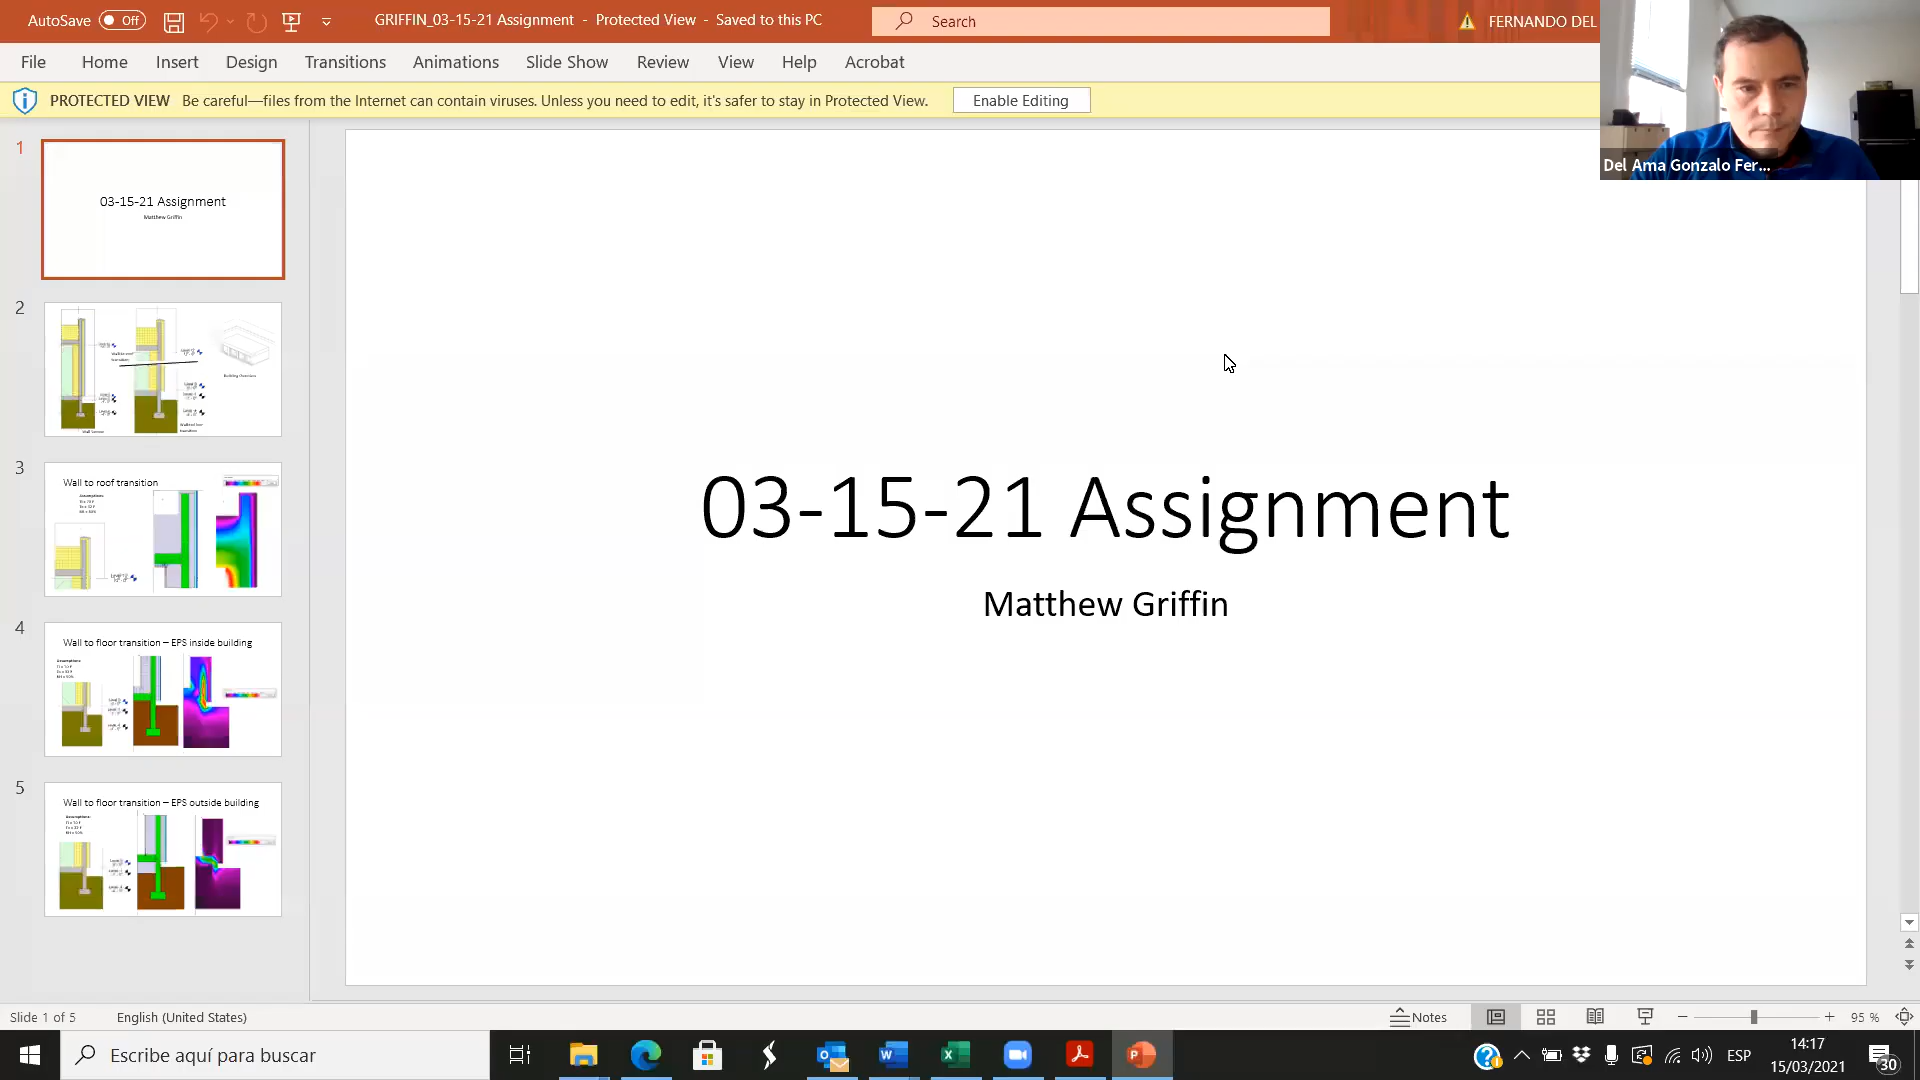 AutoSave Off GRIFFIN_03-15-21 Assignment - Protected View - Saved to this PC Search FERNANDO DEL
File Home Insert Design Transitions Animations Slide Show Review View Help Acrobat
PROTECTED VIEW Be careful—files from the Internet can contain viruses. Unless you need to edit, it's safer to stay in Protected View. Enable Editing
Del Ama Gonzalo Fer...
1
03-15-21 Assignment
Matthew Griffin
2
3
Wall to roof transition
4
Wall to floor transition – EPS inside building
5
Wall to floor transition – EPS outside building
03-15-21 Assignment
Matthew Griffin
Slide 1 of 5 English (United States) Notes 95 %
Escribe aquí para buscar
ESP
14:17
15/03/2021
30